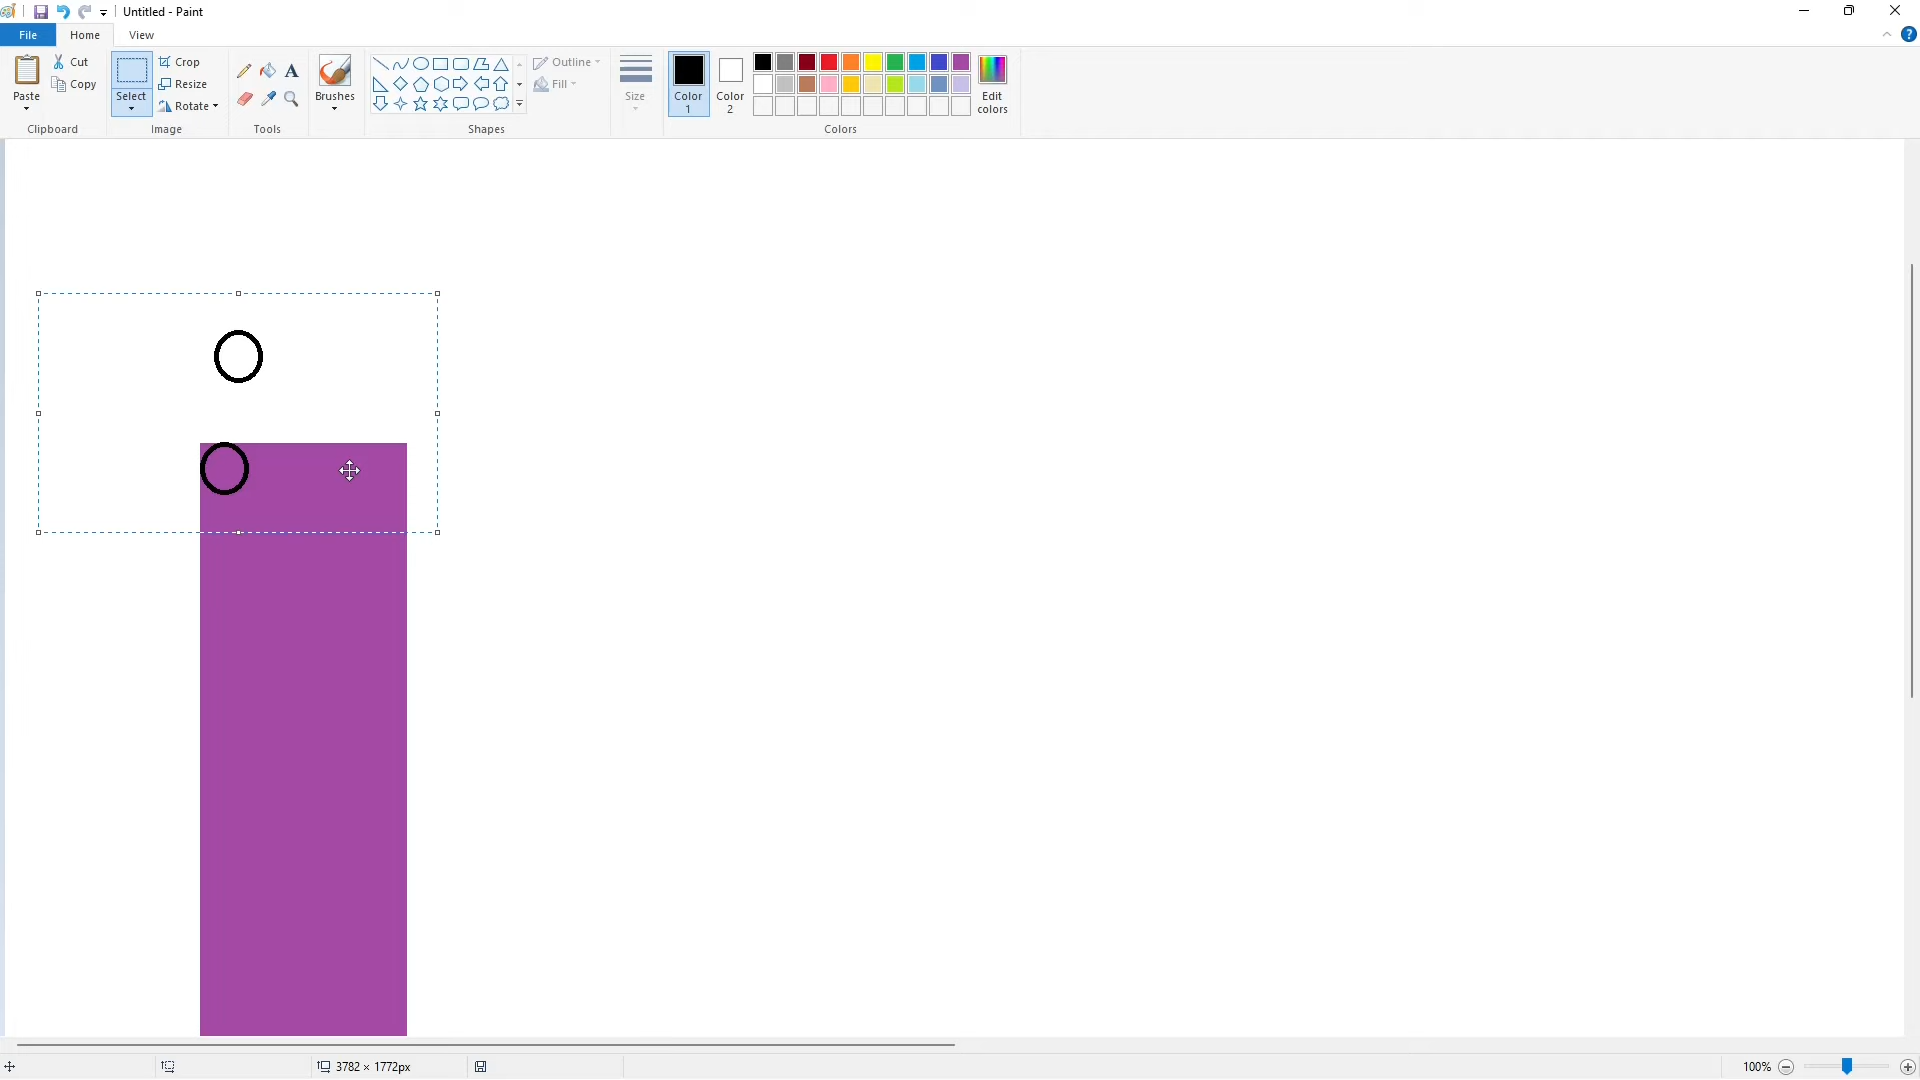 Untitled - Paint
File Home View
Paste Cut Copy
Clipboard
Select Crop Resize Rotate
Image
A
Tools
Brushes
Shapes
Outline Fill
Size
Color 1 Color 2
Edit colors
Colors
?
3782 × 1772px
100%